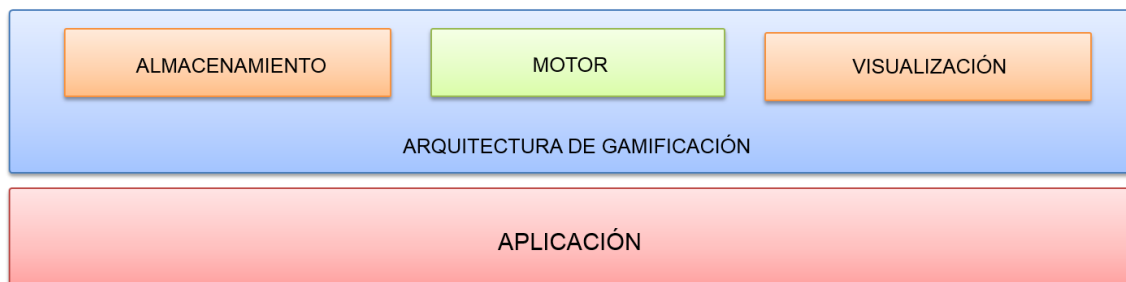 ALMACENAMIENTO
MOTOR
VISUALIZACIÓN
ARQUITECTURA DE GAMIFICACIÓN
APLICACIÓN